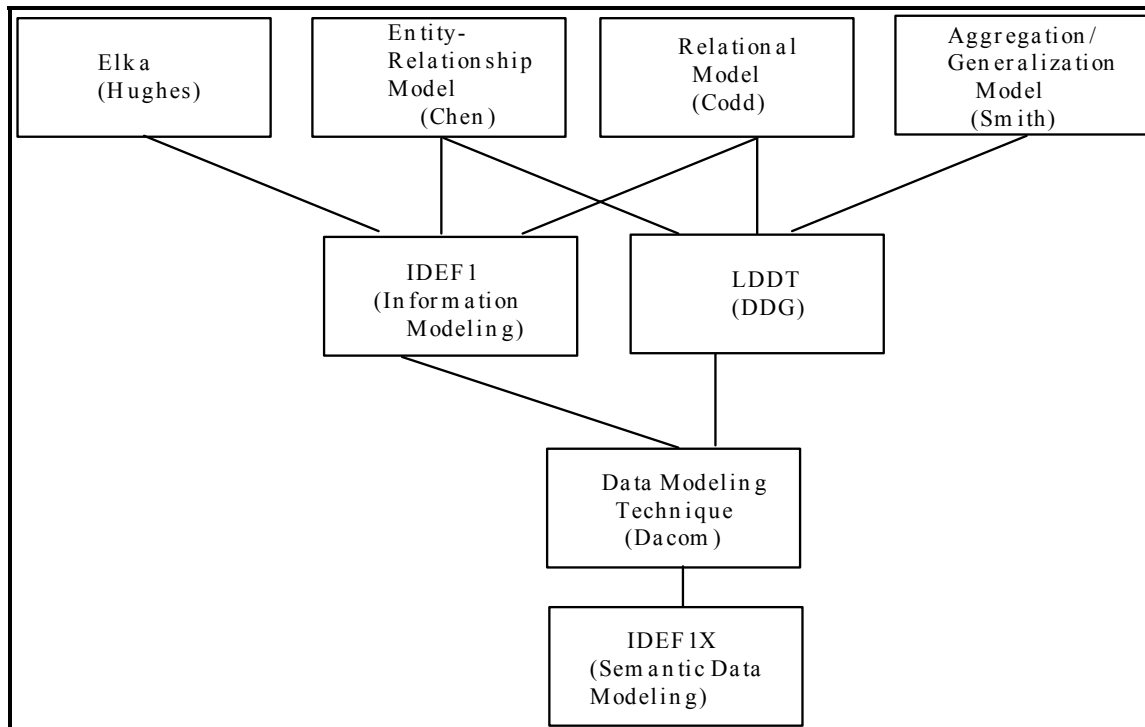 Elka
(Hughes)
Entity-
Relationship
Model
(Chen)
Relational
Model
(Codd)
Aggregation/
Generalization
Model
(Smith)
IDEF1
(Information
Modeling)
LDDT
(DDG)
Data Modeling
Technique
(Dacom)
IDEF1X
(Semantic Data
Modeling)